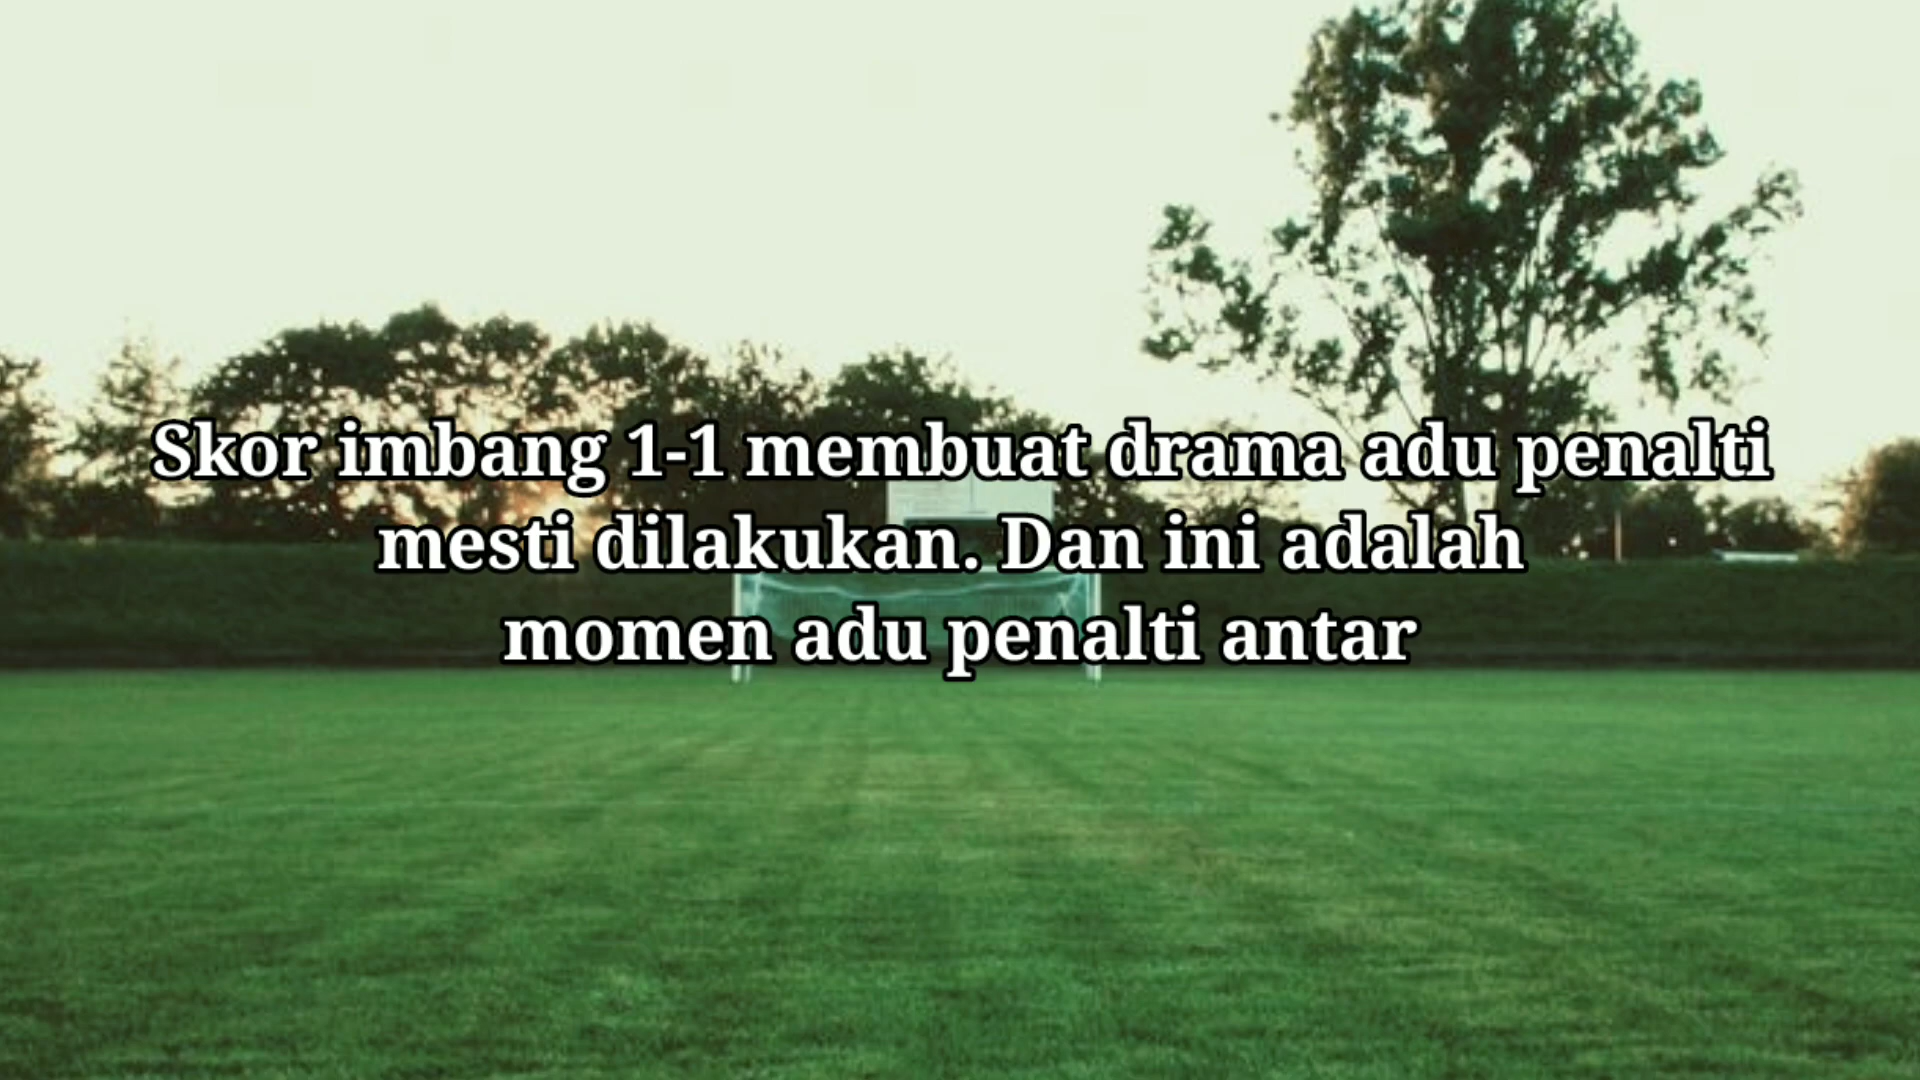 Skor imbang 1-1 membuat drama adu penalti
mesti dilakukan. Dan ini adalah
momen adu penalti antar